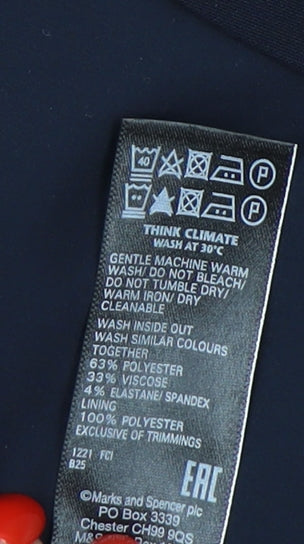 40 P
P
THINK CLIMATE
WASH AT 30°C
GENTLE MACHINE WARM
WASH/ DO NOT BLEACH/
DO NOT TUMBLE DRY/
WARM IRON/ DRY
CLEANABLE
WASH INSIDE OUT
WASH SIMILAR COLOURS
TOGETHER
63% POLYESTER
33% VISCOSE
4% ELASTANE/ SPANDEX
LINING
100% POLYESTER
EXCLUSIVE OF TRIMMINGS
1221 FC1
B25
EAC
©Marks and Spencer plc
PO Box 3339
Chester CH99 9QS
M&S